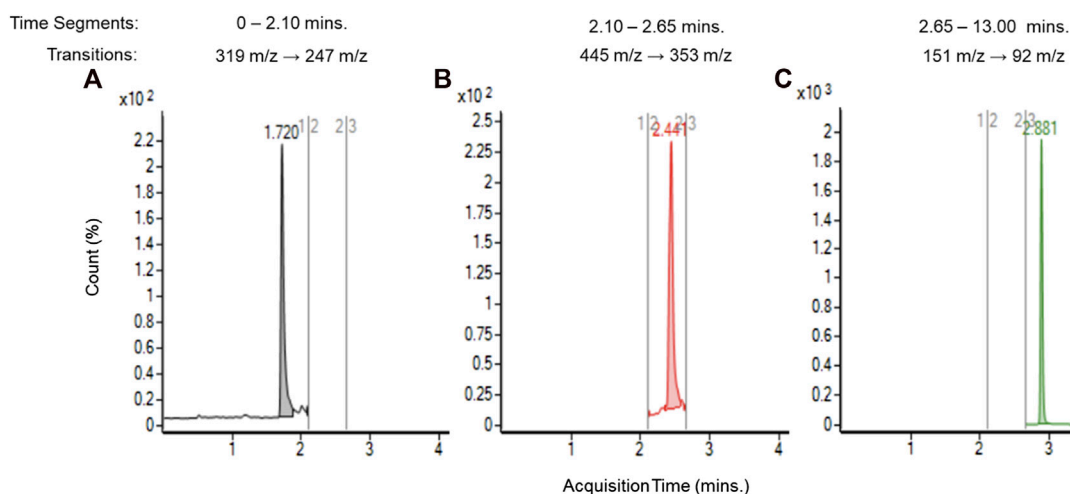 Time Segments: 0 – 2.10 mins. 2.10 – 2.65 mins. 2.65 – 13.00 mins.
Transitions: 319 m/z → 247 m/z 445 m/z → 353 m/z 151 m/z → 92 m/z
A B C
x10 2 x10 2 x10 3
1.720 1 2 2 3
1 2 2 3 2.441
1 2 2 3 2.881
Count (%)
2.2
2
1.8
1.6
1.4
1.2
1
0.8
0.6
0.4
0.2
0
1 2 3 4
2.5
2.25
2
1.75
1.5
1.25
1
0.75
0.5
0.25
0
1 2 3 4
2
1.8
1.6
1.4
1.2
1
0.8
0.6
0.4
0.2
0
1 2 3
Acquisition Time (mins.)